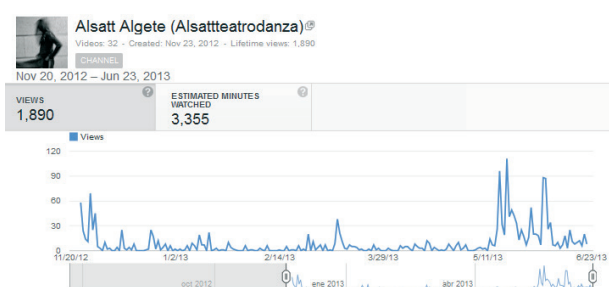 Alsatt Algete (Alsattteatrodanza)
Videos: 32 - Created: Nov 23, 2012 - Lifetime views: 1,890
CHANNEL
Nov 20, 2012 – Jun 23, 2013
VIEWS
1,890
?
ESTIMATED MINUTES
WATCHED
3,355
?
Views
120
90
60
30
0
11/20/12 1/2/13 2/14/13 3/29/13 5/11/13 6/23/13
oct 2012 ene 2013 abr 2013